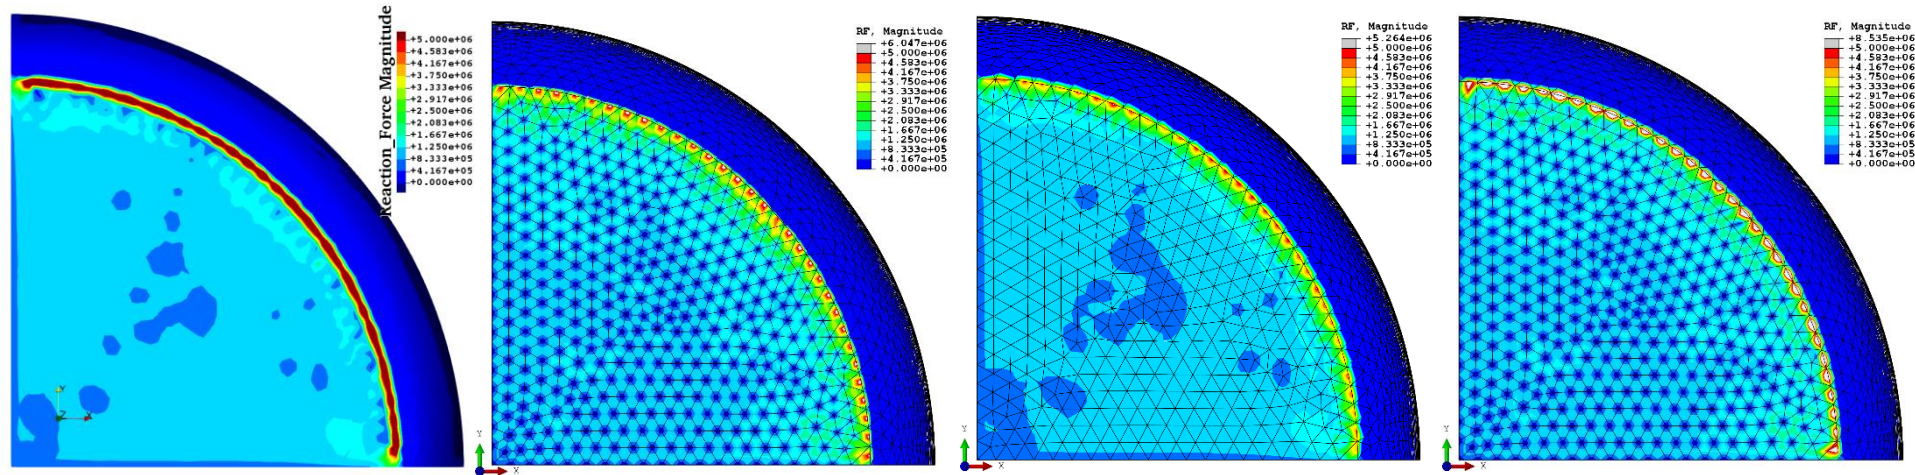 Reaction_Force Magnitude
+5.000e+06
+4.583e+06
+4.167e+06
+3.750e+06
+3.333e+06
+2.917e+06
+2.500e+06
+2.083e+06
+1.667e+06
+1.250e+06
+8.333e+05
+4.167e+05
+0.000e+00
Y
Z X
RF, Magnitude
+6.047e+06
+5.000e+06
+4.583e+06
+4.167e+06
+3.750e+06
+3.333e+06
+2.917e+06
+2.500e+06
+2.083e+06
+1.667e+06
+1.250e+06
+8.333e+05
+4.167e+05
+0.000e+00
Y
X
RF, Magnitude
+5.264e+06
+5.000e+06
+4.583e+06
+4.167e+06
+3.750e+06
+3.333e+06
+2.917e+06
+2.500e+06
+2.083e+06
+1.667e+06
+1.250e+06
+8.333e+05
+4.167e+05
+0.000e+00
Y
X
RF, Magnitude
+8.535e+06
+5.000e+06
+4.583e+06
+4.167e+06
+3.750e+06
+3.333e+06
+2.917e+06
+2.500e+06
+2.083e+06
+1.667e+06
+1.250e+06
+8.333e+05
+4.167e+05
+0.000e+00
Y
X